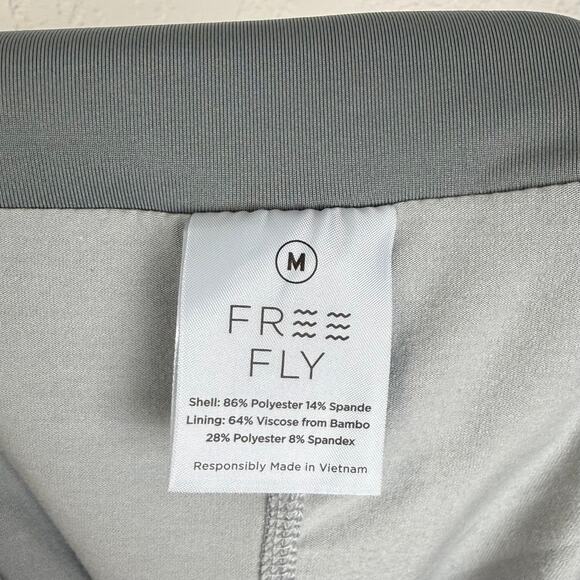 M
FREE
FLY
Shell: 86% Polyester 14% Spande
Lining: 64% Viscose from Bambo
28% Polyester 8% Spandex
Responsibly Made in Vietnam